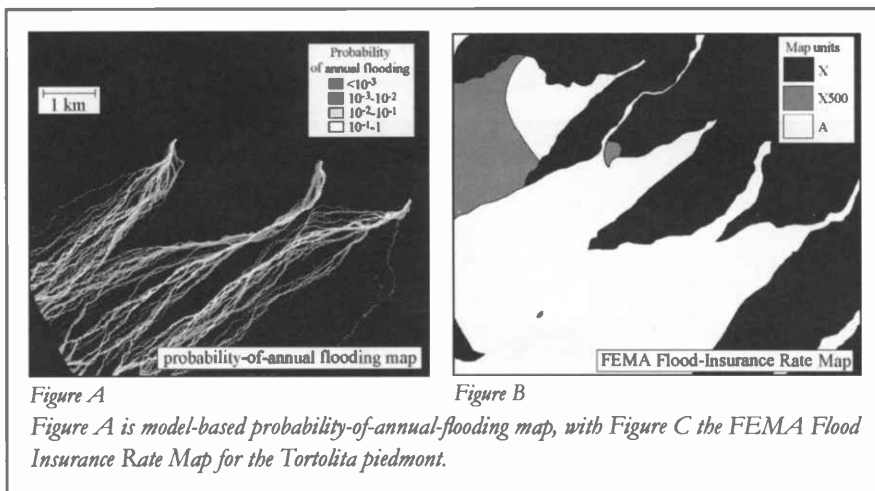 Probability
of annual flooding
<10-3
10-3-10-2
10-2-10-1
10-1-1
1 km
probability-of-annual flooding map
Map units
X
X500
A
FEMA Flood-Insurance Rate Map
Figure A
Figure B
Figure A is model-based probability-of-annual-flooding map, with Figure C the FEMA Flood
Insurance Rate Map for the Tortolita piedmont.